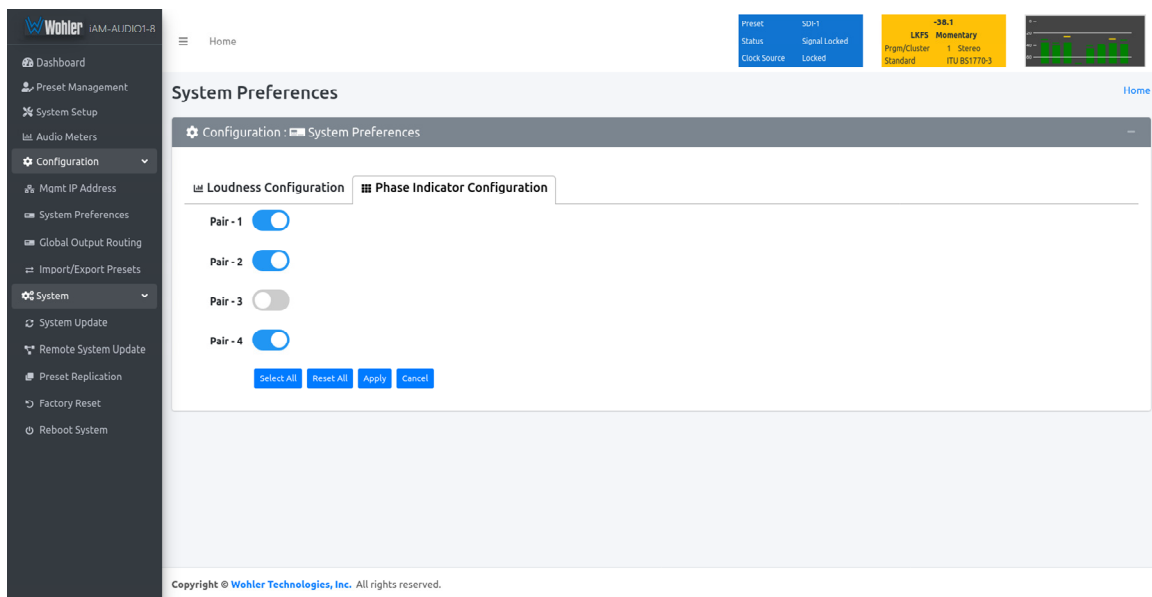 Wohler iAM-AUDIO1-8
Home
Preset SDI-1
Status Signal Locked
Clock Source Locked
-38.1
LKFS Momentary
Prgm/Cluster 1 Stereo
Standard ITU BS1770-3
Dashboard
Preset Management
System Setup
Audio Meters
Configuration
Mgmt IP Address
System Preferences
Global Output Routing
Import/Export Presets
System
System Update
Remote System Update
Preset Replication
Factory Reset
Reboot System
System Preferences
Home
Configuration : System Preferences
Loudness Configuration Phase Indicator Configuration
Pair - 1
Pair - 2
Pair - 3
Pair - 4
Select All Reset All Apply Cancel
Copyright © Wohler Technologies, Inc. All rights reserved.